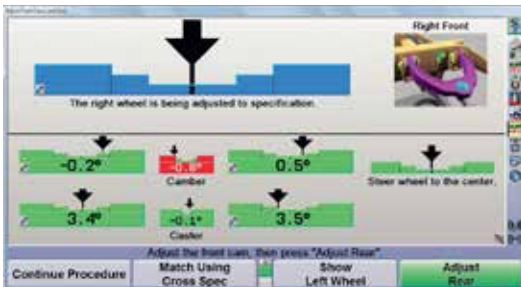 Right Front
The right wheel is being adjusted to specification.
-0.2°
0.5°
Camber
Steer wheel to the center.
3.4°
-0.1°
3.5°
Caster
Adjust the front cam, then press "Adjust Rear".
Continue Procedure
Match Using
Cross Spec
Show
Left Wheel
Adjust
Rear